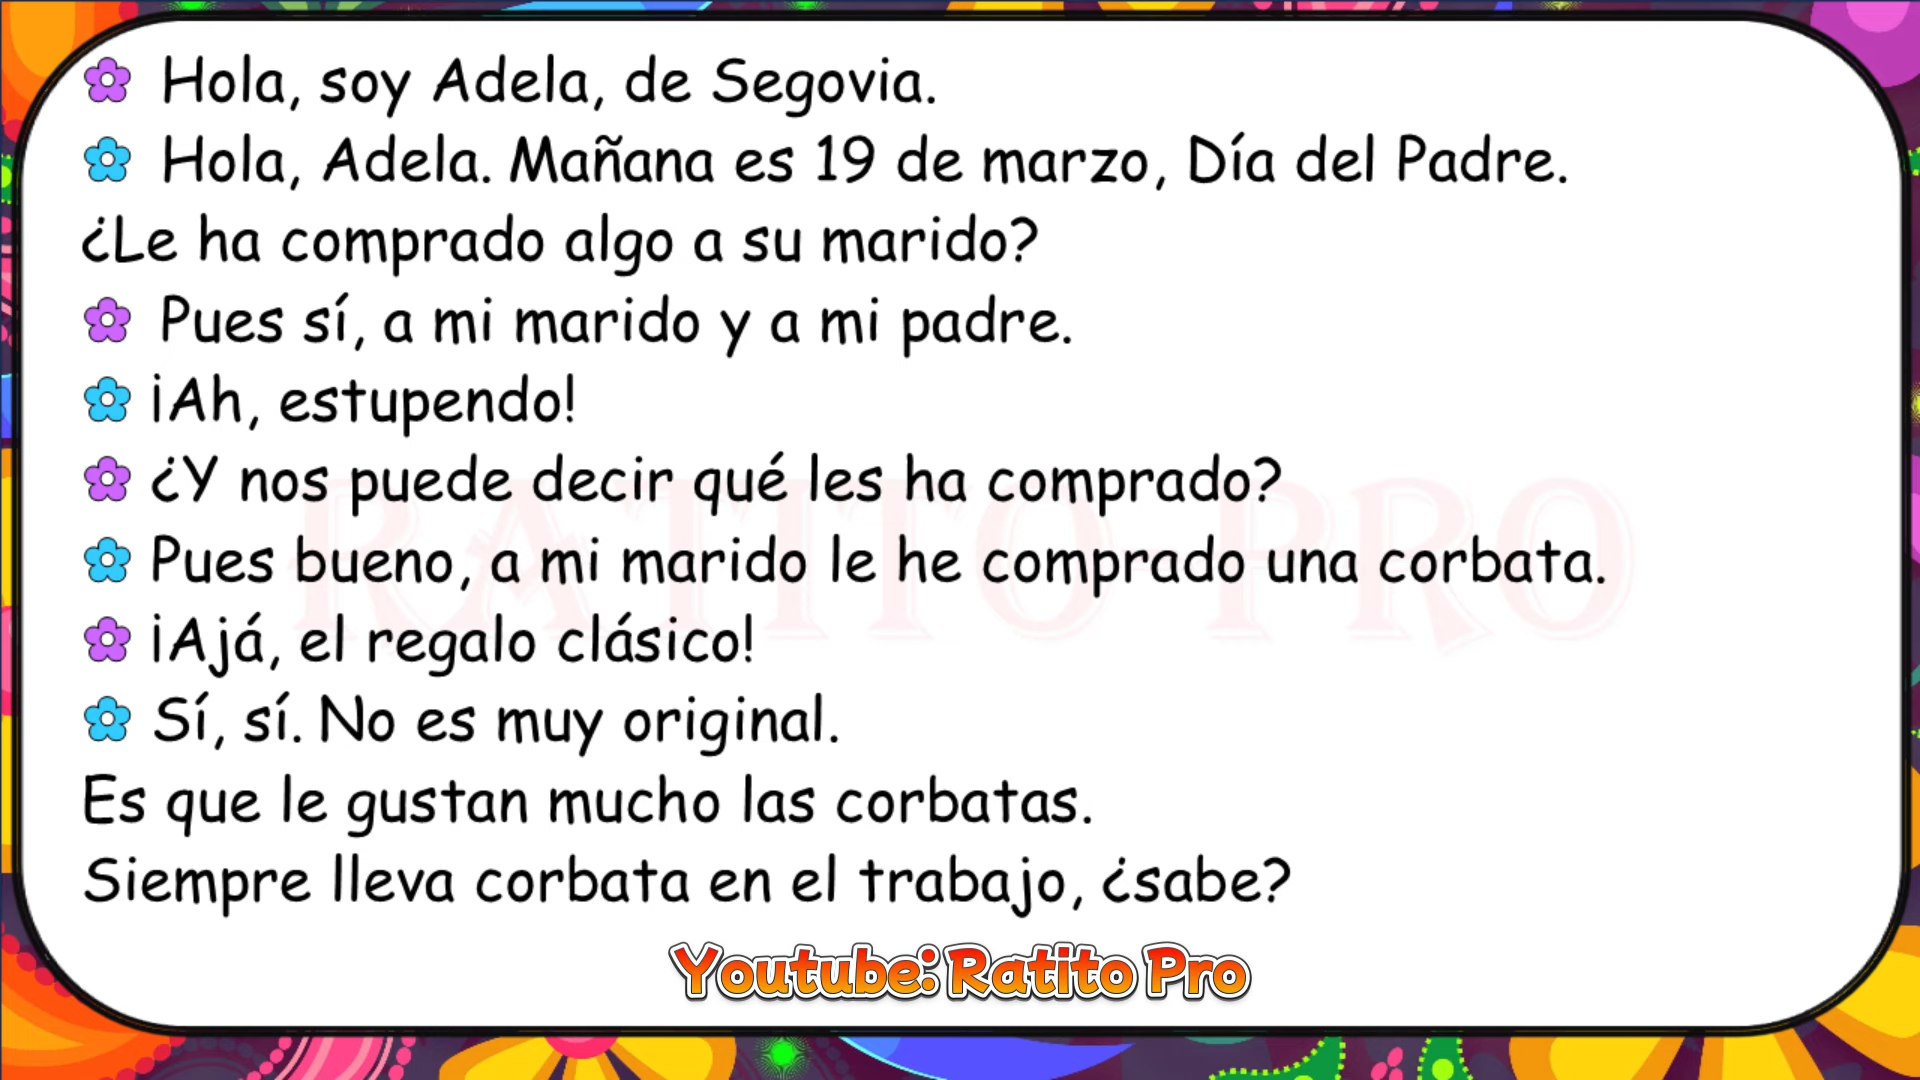 Hola, soy Adela, de Segovia.
Hola, Adela. Mañana es 19 de marzo, Día del Padre.
¿Le ha comprado algo a su marido?
Pues sí, a mi marido y a mi padre.
¡Ah, estupendo!
¿Y nos puede decir qué les ha comprado?
Pues bueno, a mi marido le he comprado una corbata.
¡Ajá, el regalo clásico!
Sí, sí. No es muy original.
Es que le gustan mucho las corbatas.
Siempre lleva corbata en el trabajo, ¿sabe?
RATITO PRO
Youtube: Ratito Pro